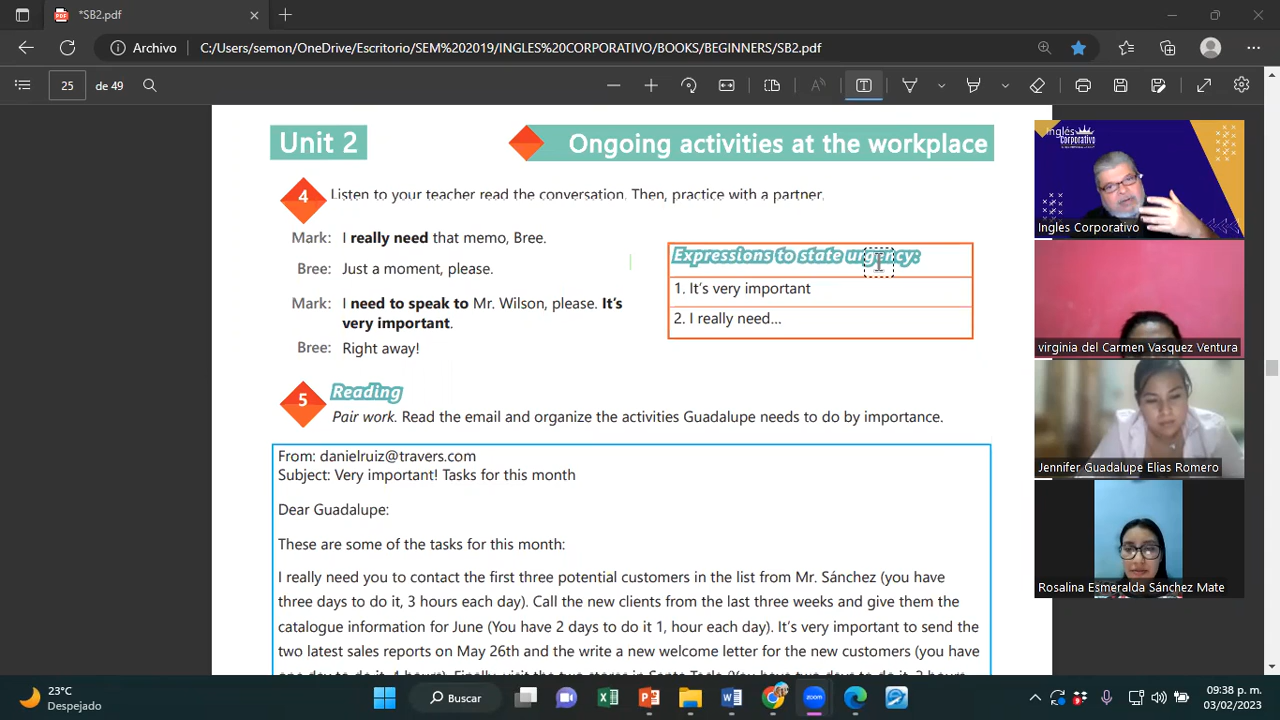 *SB2.pdf
Archivo
C:/Users/semon/OneDrive/Escritorio/SEM%202019/INGLES%20CORPORATIVO/BOOKS/BEGINNERS/SB2.pdf
25 de 49
Unit 2
Ongoing activities at the workplace
4 Listen to your teacher read the conversation. Then, practice with a partner.
Mark: I really need that memo, Bree.
Bree: Just a moment, please.
Mark: I need to speak to Mr. Wilson, please. It's
very important.
Bree: Right away!
Expressions to state urgency:
1. It's very important
2. I really need...
5 Reading
Pair work. Read the email and organize the activities Guadalupe needs to do by importance.
From: danielruiz@travers.com
Subject: Very important! Tasks for this month
Dear Guadalupe:
These are some of the tasks for this month:
I really need you to contact the first three potential customers in the list from Mr. Sánchez (you have
three days to do it, 3 hours each day). Call the new clients from the last three weeks and give them the
catalogue information for June (You have 2 days to do it 1, hour each day). It's very important to send the
two latest sales reports on May 26th and the write a new welcome letter for the new customers (you have
Inglés
Corporativo
Ingles Corporativo
virginia del Carmen Vasquez Ventura
Jennifer Guadalupe Elias Romero
Rosalina Esmeralda Sánchez Mate
23°C
Despejado
Buscar
zoom
09:38 p. m.
03/02/2023